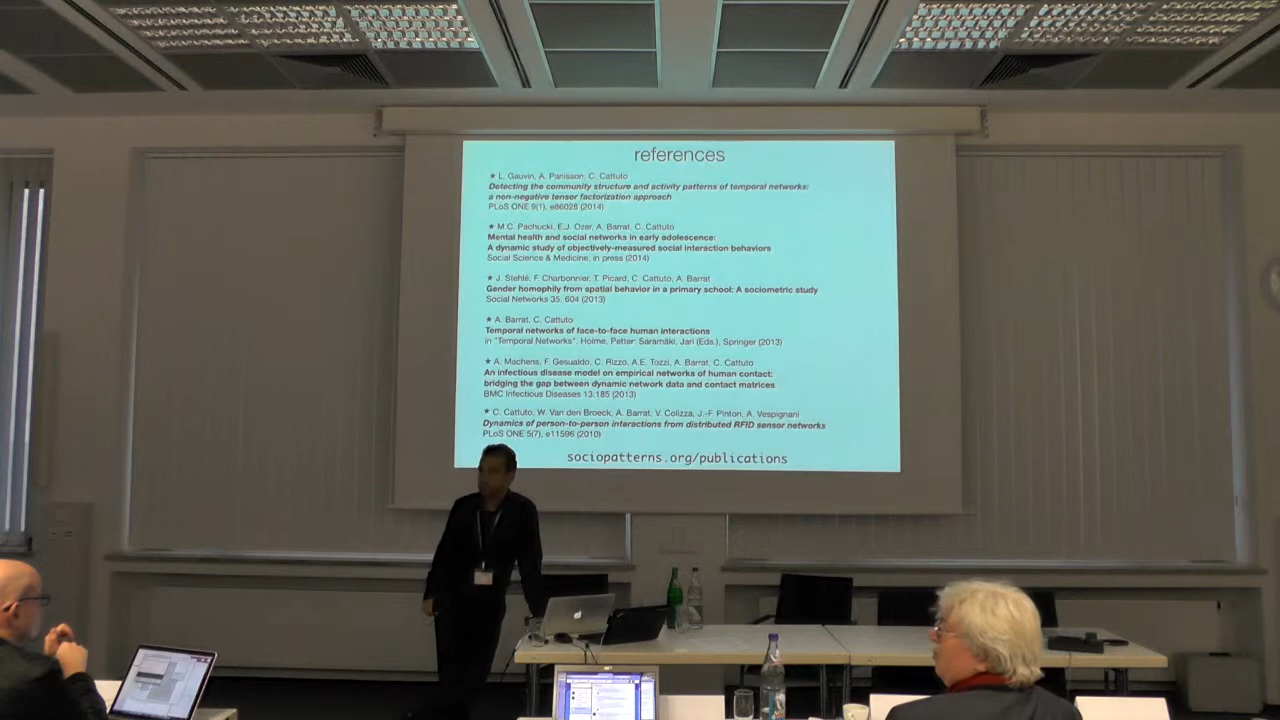 references
★ L. Gauvin, A. Panisson, C. Cattuto
Detecting the community structure and activity patterns of temporal networks:
a non-negative tensor factorization approach
PLoS ONE 9(1), e86028 (2014)
★ M.C. Pachucki, E.J. Ozer, A. Barrat, C. Cattuto
Mental health and social networks in early adolescence:
A dynamic study of objectively-measured social interaction behaviors
Social Science & Medicine, in press (2014)
★ J. Stehlé, F. Charbonnier, T. Picard, C. Cattuto, A. Barrat
Gender homophily from spatial behavior in a primary school: A sociometric study
Social Networks 35, 604 (2013)
★ A. Barrat, C. Cattuto
Temporal networks of face-to-face human interactions
in "Temporal Networks", Holme, Petter; Saramäki, Jari (Eds.), Springer (2013)
★ A. Machens, F. Gesualdo, C. Rizzo, A.E. Tozzi, A. Barrat, C. Cattuto
An infectious disease model on empirical networks of human contact:
bridging the gap between dynamic network data and contact matrices
BMC Infectious Diseases 13:185 (2013)
★ C. Cattuto, W. Van den Broeck, A. Barrat, V. Colizza, J.-F. Pinton, A. Vespignani
Dynamics of person-to-person interactions from distributed RFID sensor networks
PLoS ONE 5(7), e11596 (2010)
sociopatterns.org/publications